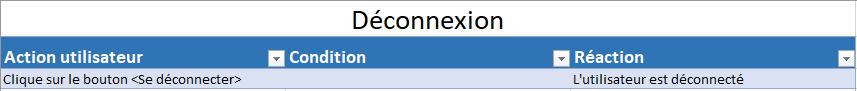 Déconnexion
Action utilisateur Condition Réaction
Clique sur le bouton <Se déconnecter> L'utilisateur est déconnecté